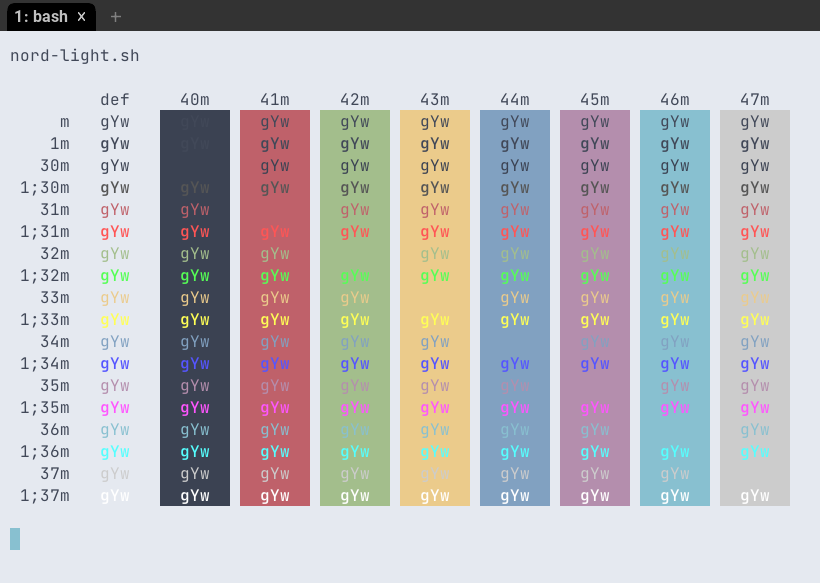 1: bash x +
nord-light.sh
def 40m 41m 42m 43m 44m 45m 46m 47m
m gYw gYw gYw gYw gYw gYw gYw gYw gYw
1m gYw gYw gYw gYw gYw gYw gYw gYw gYw
30m gYw gYw gYw gYw gYw gYw gYw gYw
1;30m gYw gYw gYw gYw gYw gYw gYw gYw gYw
31m gYw gYw gYw gYw gYw gYw gYw gYw
1;31m gYw gYw gYw gYw gYw gYw gYw gYw gYw
32m gYw gYw gYw gYw gYw gYw gYw gYw
1;32m gYw gYw gYw gYw gYw gYw gYw gYw gYw
33m gYw gYw gYw gYw gYw gYw gYw gYw
1;33m gYw gYw gYw gYw gYw gYw gYw gYw gYw
34m gYw gYw gYw gYw gYw gYw gYw gYw
1;34m gYw gYw gYw gYw gYw gYw gYw gYw gYw
35m gYw gYw gYw gYw gYw gYw gYw gYw
1;35m gYw gYw gYw gYw gYw gYw gYw gYw gYw
36m gYw gYw gYw gYw gYw gYw gYw gYw
1;36m gYw gYw gYw gYw gYw gYw gYw gYw gYw
37m gYw gYw gYw gYw gYw gYw gYw gYw
1;37m gYw gYw gYw gYw gYw gYw gYw gYw gYw